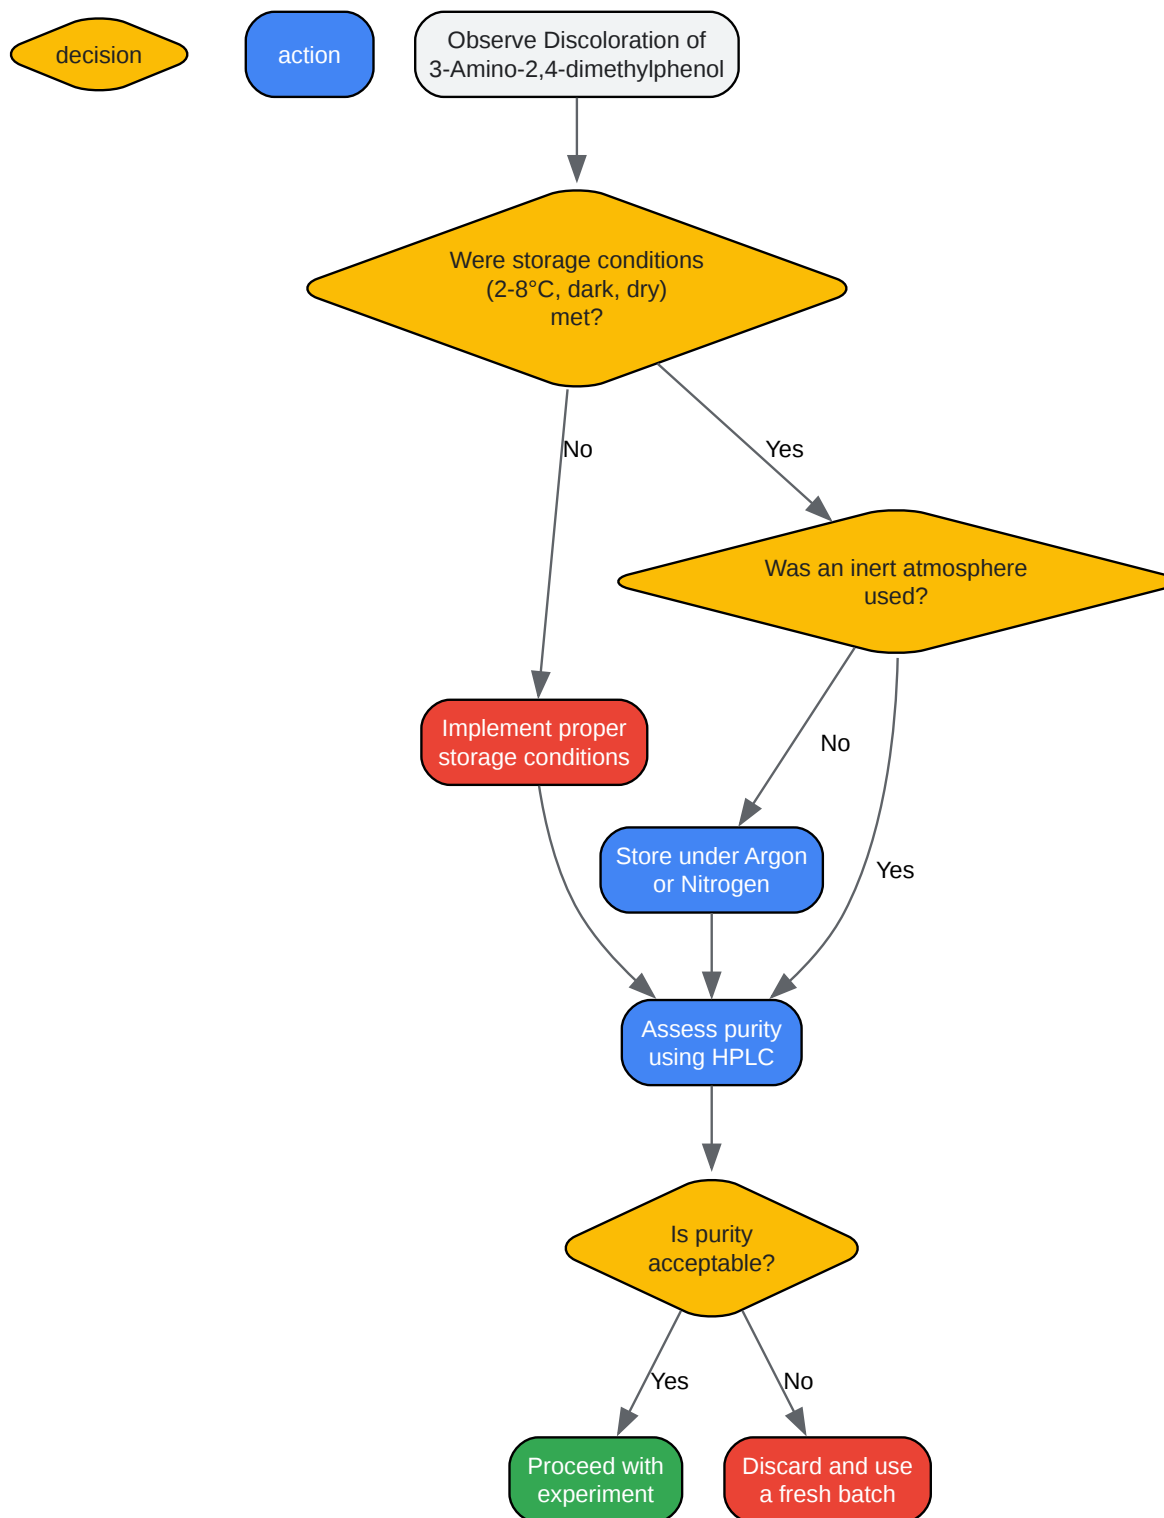 decision
action
Observe Discoloration of
3-Amino-2,4-dimethylphenol
Were storage conditions
(2-8°C, dark, dry)
met?
No
Yes
Was an inert atmosphere
used?
Implement proper
storage conditions
No
Store under Argon
or Nitrogen
Yes
Assess purity
using HPLC
Is purity
acceptable?
Yes
No
Proceed with
experiment
Discard and use
a fresh batch